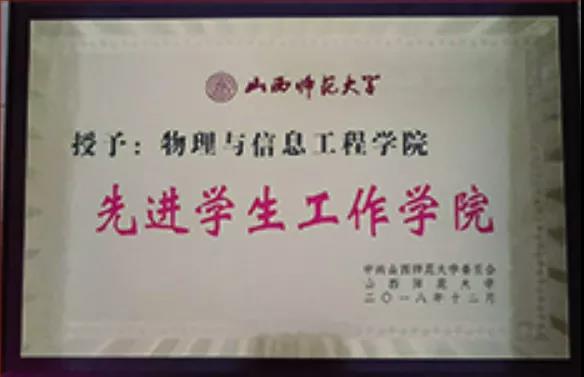 山西师范大学
授予：物理与信息工程学院
先进学生工作学院
中共山西师范大学委员会
山西师范大学
二〇一八年十二月